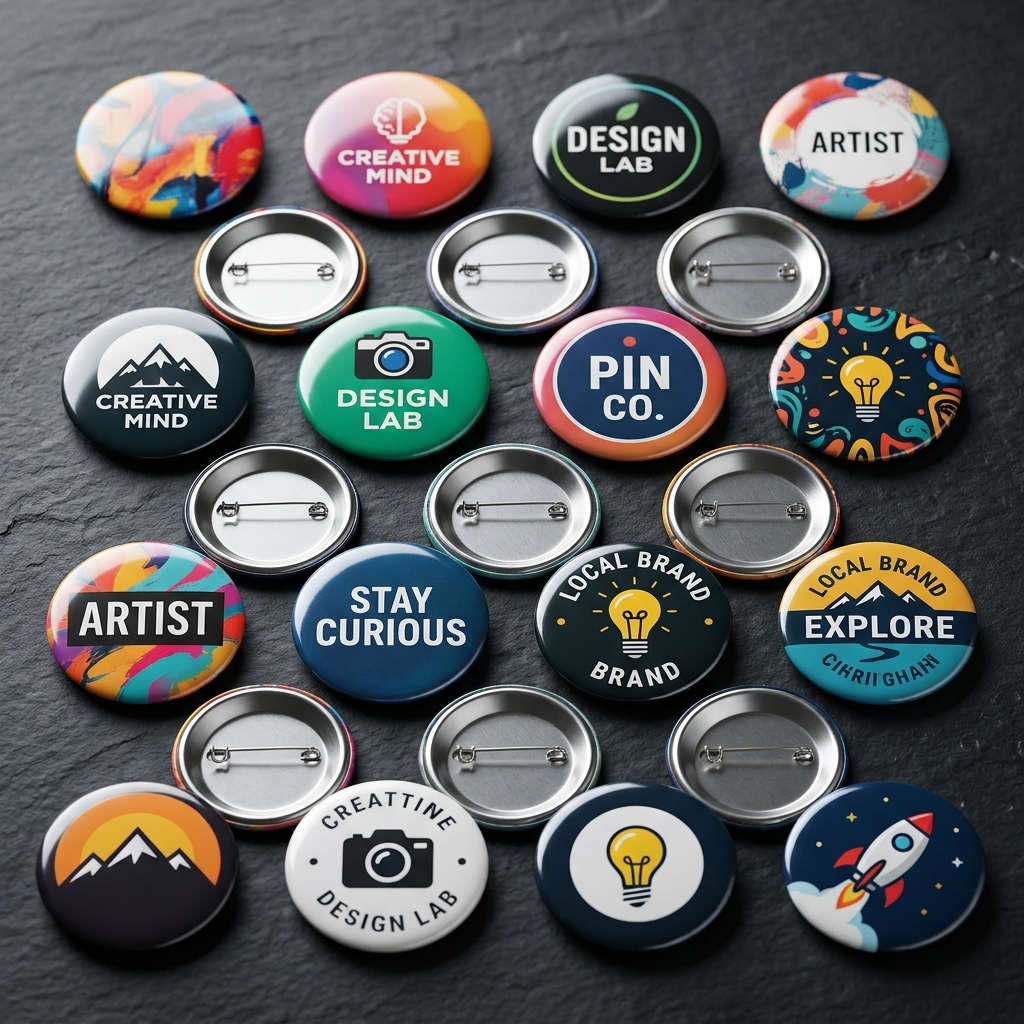 CREATIVE
MIND
DESIGN
LAB
ARTIST
CREATIVE
MIND
DESIGN
LAB
PIN
CO.
ARTIST
STAY
CURIOUS
LOCAL BRAND
BRAND
LOCAL BRAND
EXPLORE
CREATTINE
DESIGN LAB